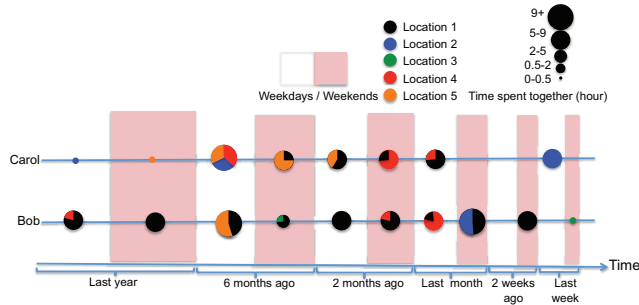 9+
5-9
2-5
0.5-2
0-0.5
Time spent together (hour)
Location 1
Location 2
Location 3
Location 4
Location 5
Weekdays / Weekends
Carol
Bob
Time
Last year
6 months ago
2 months ago
Last month
2 weeks ago
Last week